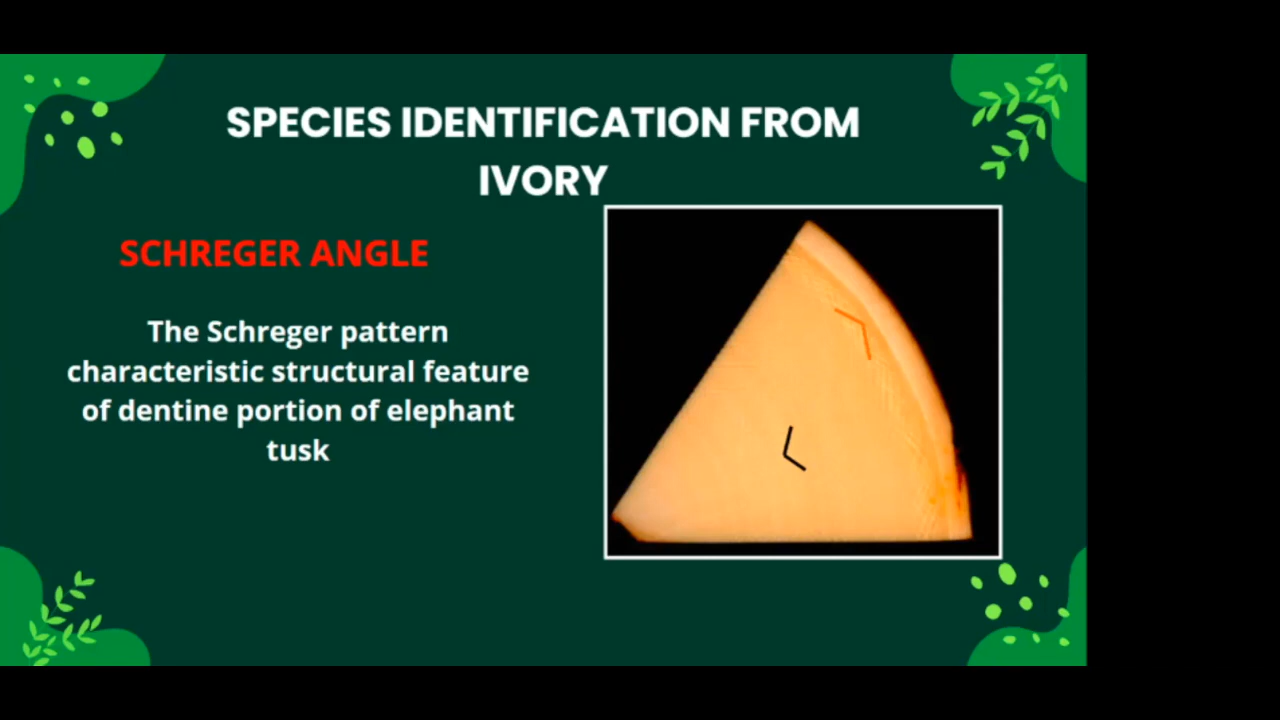 SPECIES IDENTIFICATION FROM
IVORY
SCHREGER ANGLE
The Schreger pattern
characteristic structural feature
of dentine portion of elephant
tusk